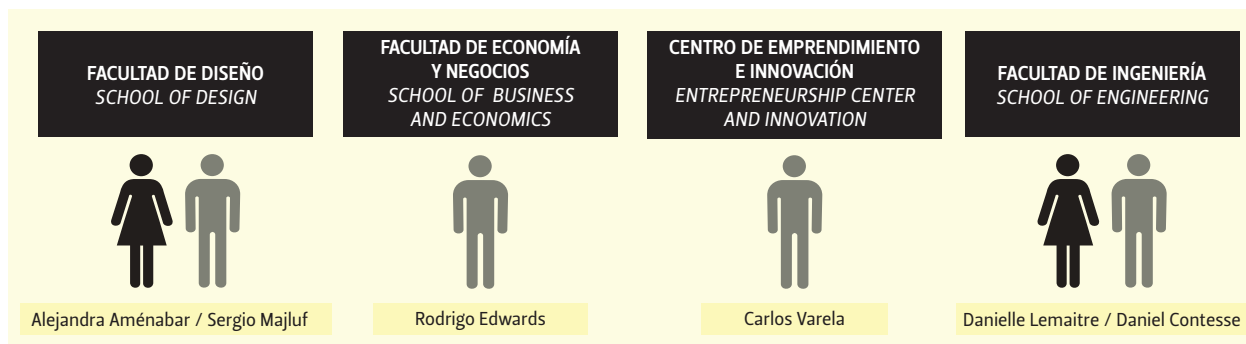 FACULTAD DE DISEÑO
SCHOOL OF DESIGN
Alejandra Aménabar / Sergio Majluf
FACULTAD DE ECONOMÍA
Y NEGOCIOS
SCHOOL OF BUSINESS
AND ECONOMICS
Rodrigo Edwards
CENTRO DE EMPRENDIMIENTO
E INNOVACIÓN
ENTREPRENEURSHIP CENTER
AND INNOVATION
Carlos Varela
FACULTAD DE INGENIERÍA
SCHOOL OF ENGINEERING
Danielle Lemaitre / Daniel Contesse